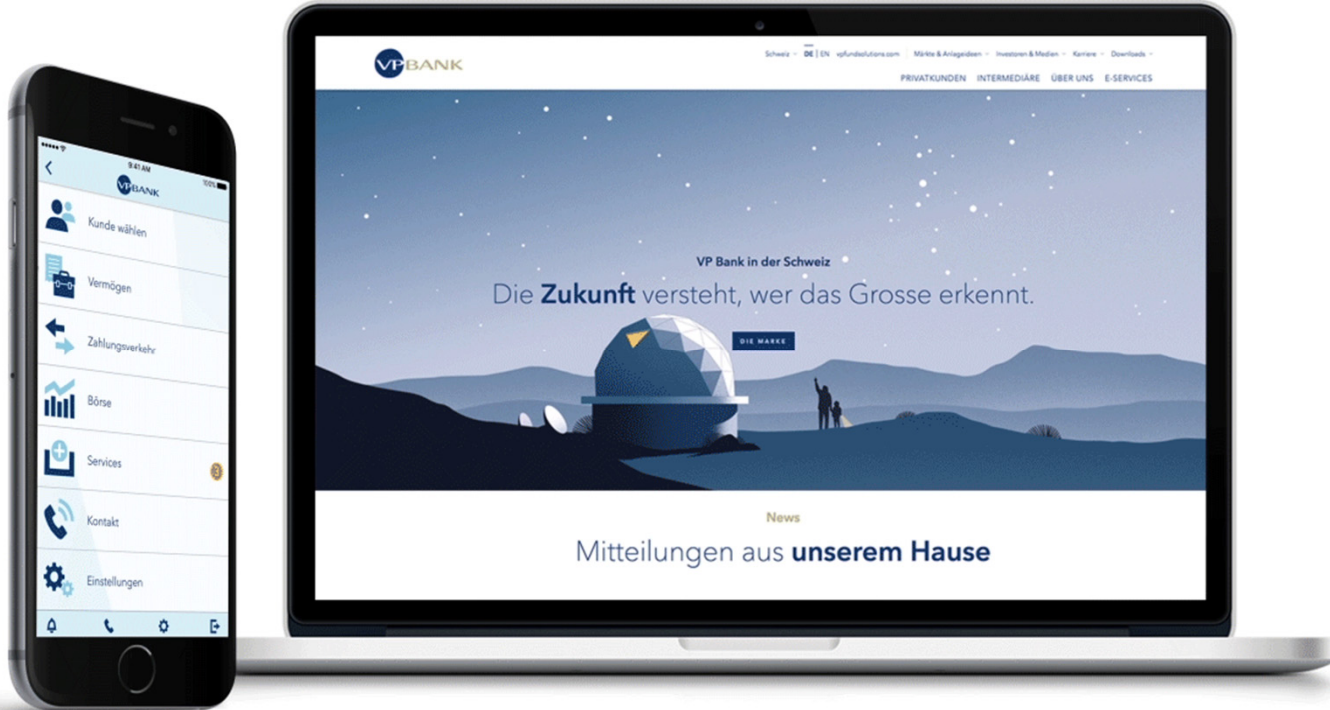 9:41 AM
100%
VPBANK
Kunde wählen
Vermögen
Zahlungsverkehr
Börse
Services
3
Kontakt
Einstellungen
VPBANK
Schweiz DE | EN vpfundsolutions.com Märkte & Anlageideen Investoren & Medien Karriere Downloads
PRIVATKUNDEN INTERMEDIÄRE ÜBER UNS E-SERVICES
VP Bank in der Schweiz
Die Zukunft versteht, wer das Grosse erkennt.
DIE MARKE
News
Mitteilungen aus unserem Hause